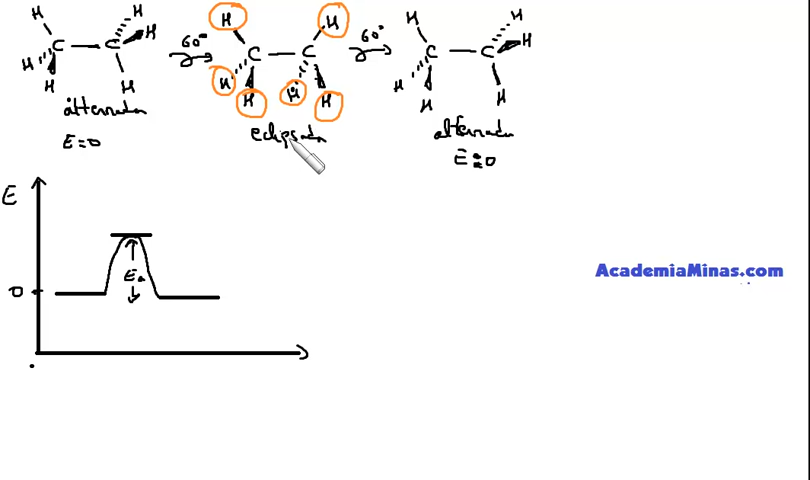 H H H H H H H
C C H 60° C C 60° C C H
H H H H H H H
H H H H H
alternada eclipsada alternada
E=0 E=0
E
AcademiaMinas.com
Ea
0